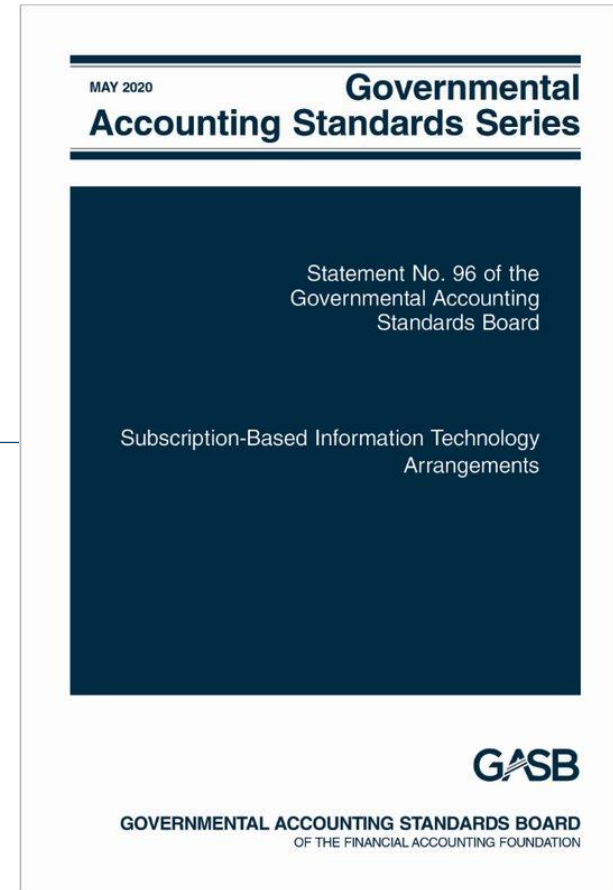 MAY 2020
Governmental
Accounting Standards Series
Statement No. 96 of the
Governmental Accounting
Standards Board
Subscription-Based Information Technology
Arrangements
GASB
GOVERNMENTAL ACCOUNTING STANDARDS BOARD
OF THE FINANCIAL ACCOUNTING FOUNDATION